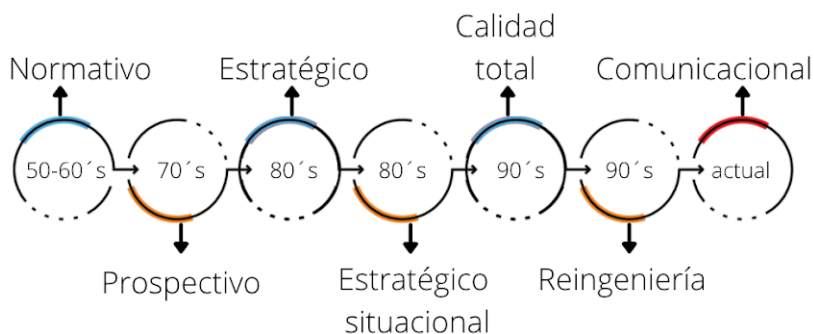 Normativo
Estratégico
Calidad
total
Comunicacional
50-60´s
70´s
80´s
80´s
90´s
90´s
actual
Prospectivo
Estratégico
situacional
Reingeniería